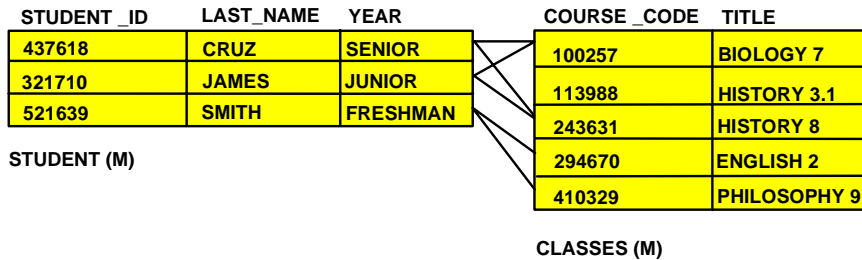 STUDENT _ID LAST_NAME YEAR
437618 CRUZ SENIOR
321710 JAMES JUNIOR
521639 SMITH FRESHMAN
STUDENT (M)
COURSE _CODE TITLE
100257 BIOLOGY 7
113988 HISTORY 3.1
243631 HISTORY 8
294670 ENGLISH 2
410329 PHILOSOPHY 9
CLASSES (M)